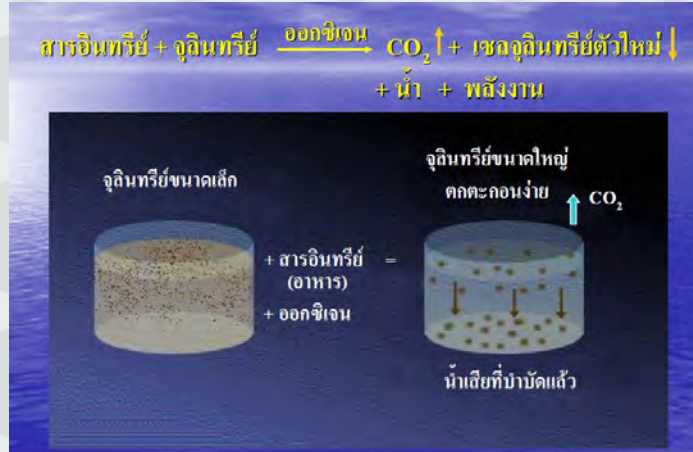 สารอินทรีย์ + จุลินทรีย์ ออกซิเจน CO₂ + เซลจุลินทรีย์ตัวใหม่
+ น้ำ + พลังงาน
จุลินทรีย์ขนาดเล็ก
+ สารอินทรีย์ =
(อาหาร)
+ ออกซิเจน
จุลินทรีย์ขนาดใหญ่
ตกตะกอนง่าย
CO₂
น้ำเสียที่บำบัดแล้ว